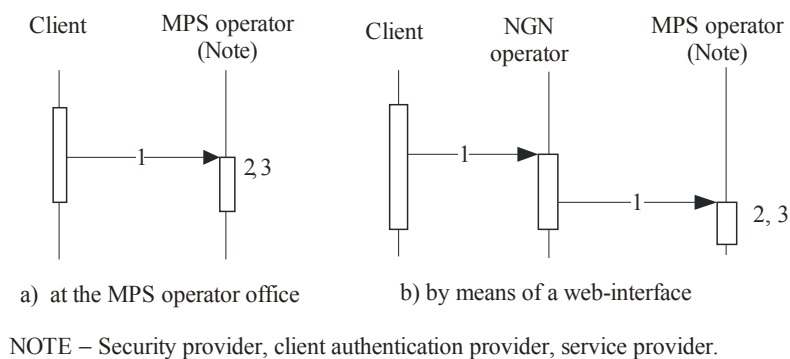 Client
MPS operator
(Note)
1
2,3
a) at the MPS operator office
Client
NGN
operator
MPS operator
(Note)
1
1
2, 3
b) by means of a web-interface
NOTE – Security provider, client authentication provider, service provider.